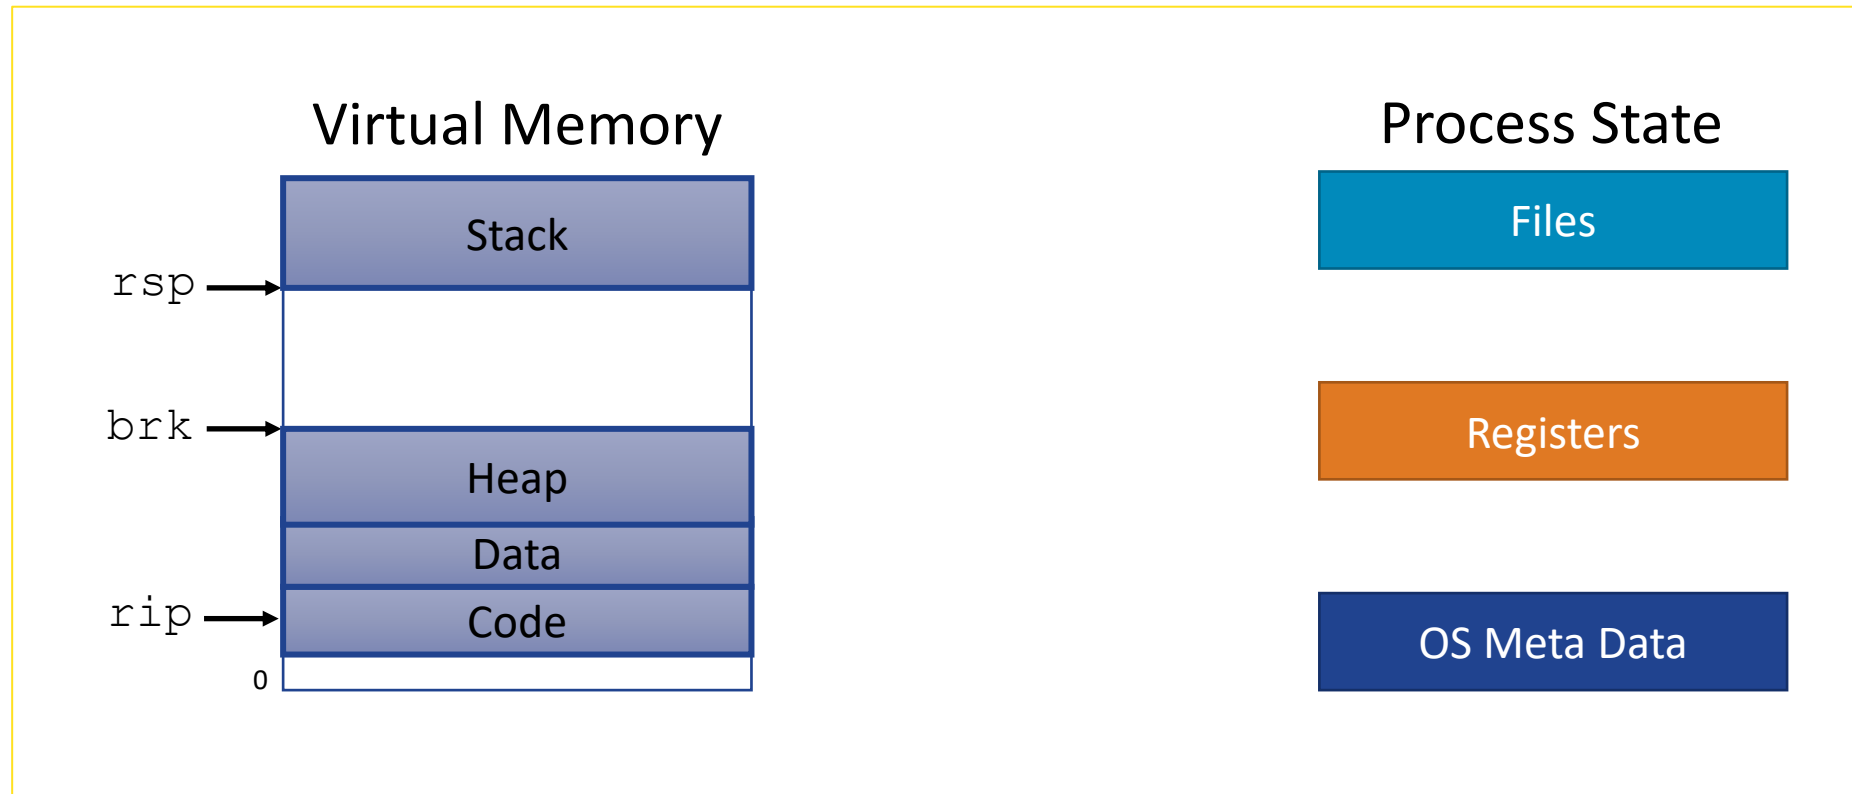 Virtual Memory
Stack
rsp
brk
Heap
Data
rip
Code
0
Process State
Files
Registers
OS Meta Data